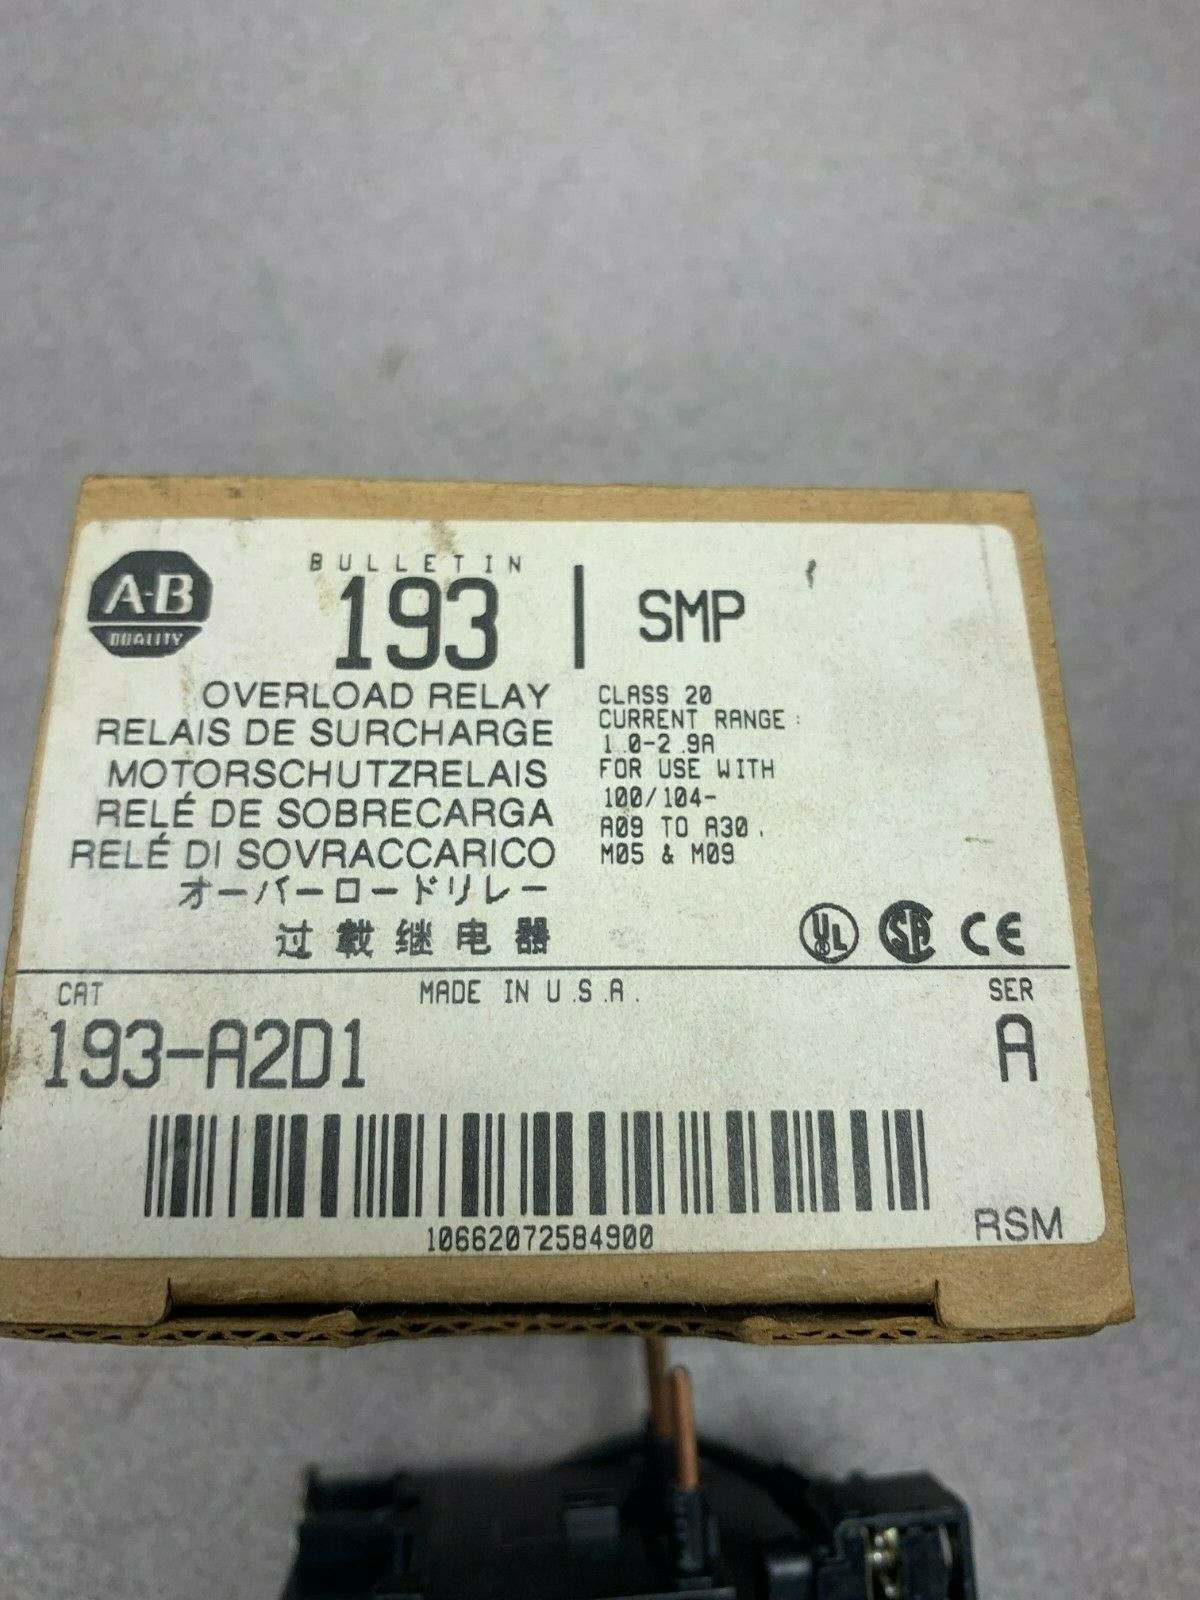 A-B
QUALITY
BULLETIN
193
SMP
OVERLOAD RELAY
RELAIS DE SURCHARGE
MOTORSCHUTZRELAIS
RELÉ DE SOBRECARGA
RELÉ DI SOVRACCARICO
オーバーロードリレー
过载继电器
CLASS 20
CURRENT RANGE:
1.0-2.9A
FOR USE WITH
100/104-
A09 TO A30,
M05 & M09
UL
SA
CE
CAT
MADE IN U.S.A.
SER
193-A2D1
A
10662072584900
RSM